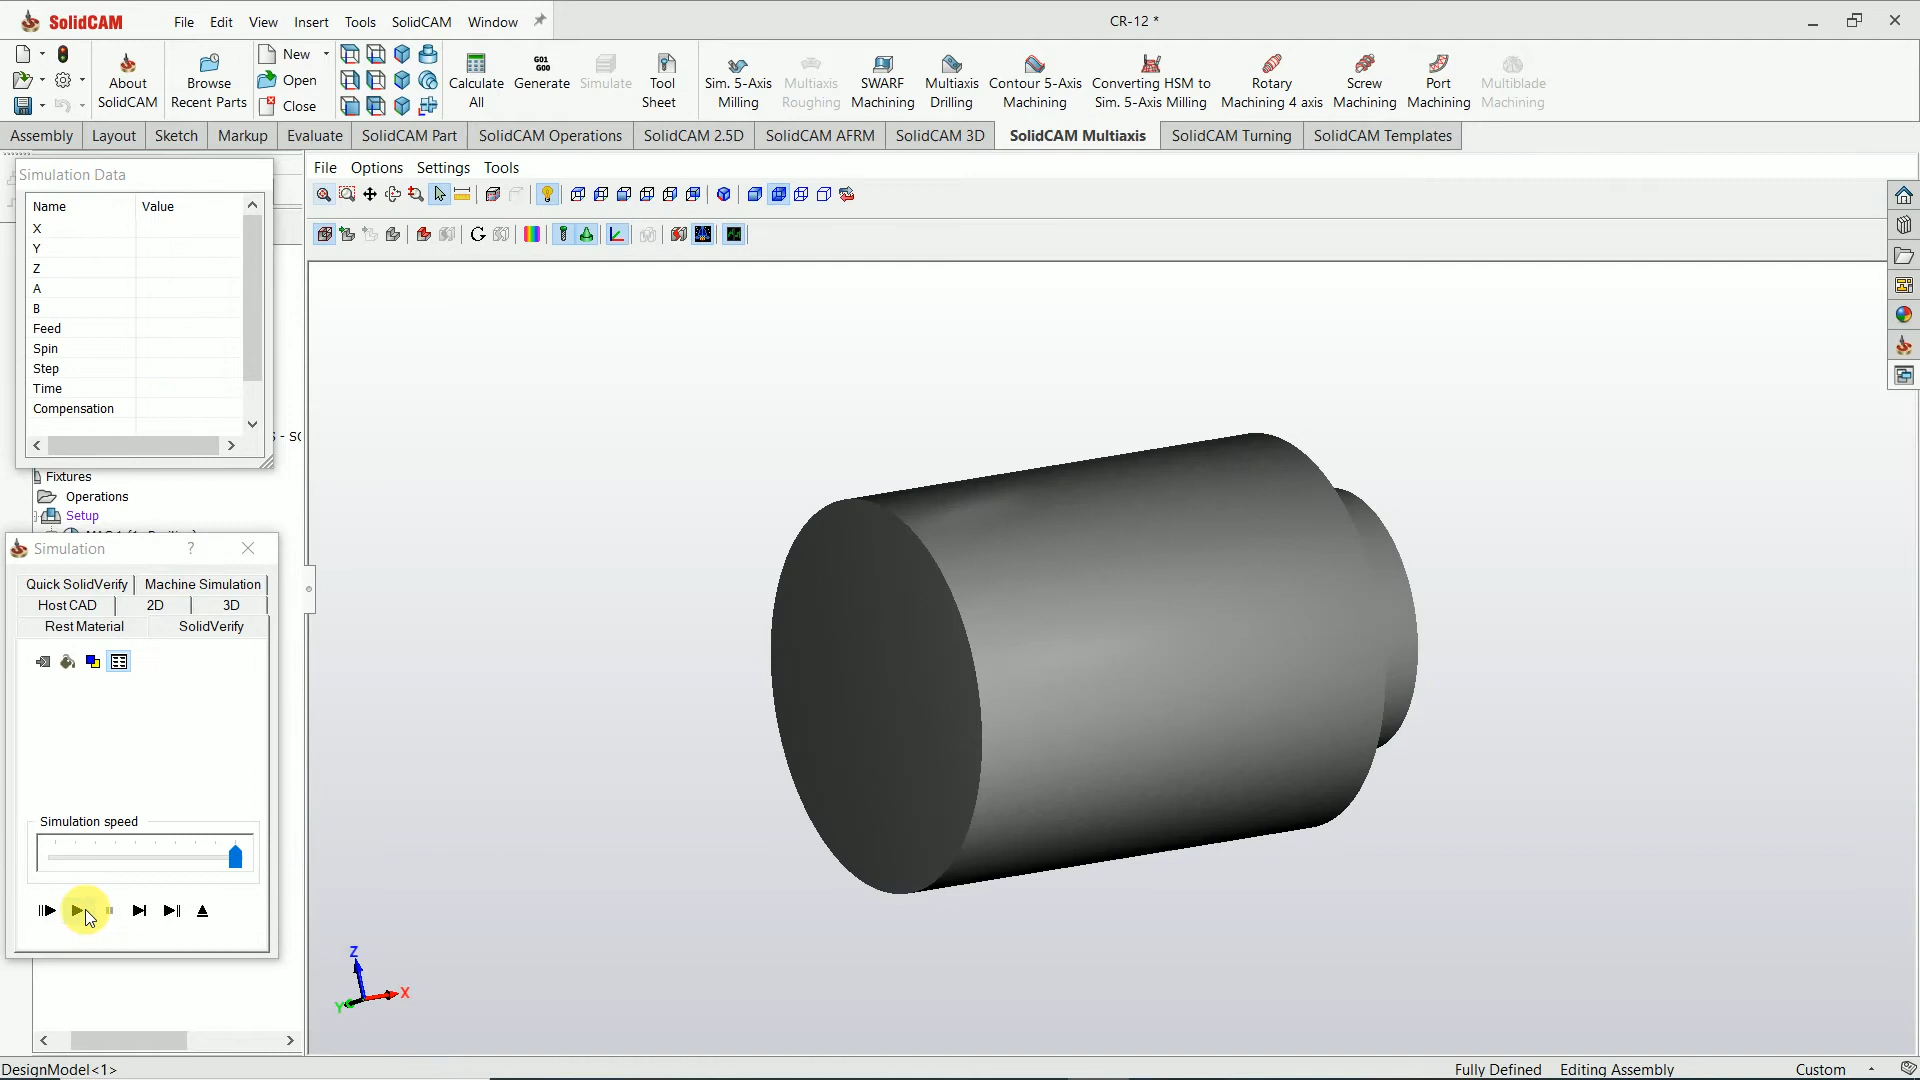 SolidCAM File Edit View Insert Tools SolidCAM Window CR-12 *
New
Open
Close
About SolidCAM
Browse Recent Parts
Calculate All
G01 G00
Generate
Simulate
Tool Sheet
Sim. 5-Axis Milling
Multiaxis Roughing
SWARF Machining
Multiaxis Drilling
Contour 5-Axis Machining
Converting HSM to Sim. 5-Axis Milling
Rotary Machining 4 axis
Screw Machining
Port Machining
Multiblade Machining
Assembly Layout Sketch Markup Evaluate SolidCAM Part SolidCAM Operations SolidCAM 2.5D SolidCAM AFRM SolidCAM 3D SolidCAM Multiaxis SolidCAM Turning SolidCAM Templates
File Options Settings Tools
Simulation Data
Name Value
X
Y
Z
A
B
Feed
Spin
Step
Time
Compensation
Fixtures
Operations
Setup
Simulation ?
Quick SolidVerify Machine Simulation
Host CAD 2D 3D
Rest Material SolidVerify
Simulation speed
Z
X
Y
DesignModel<1> Fully Defined Editing Assembly Custom